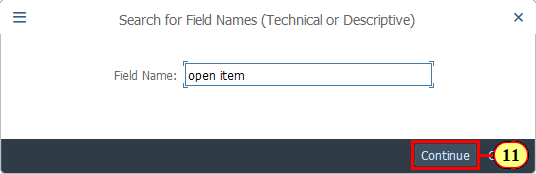 Search for Field Names (Technical or Descriptive)
Field Name: open item
Continue 11